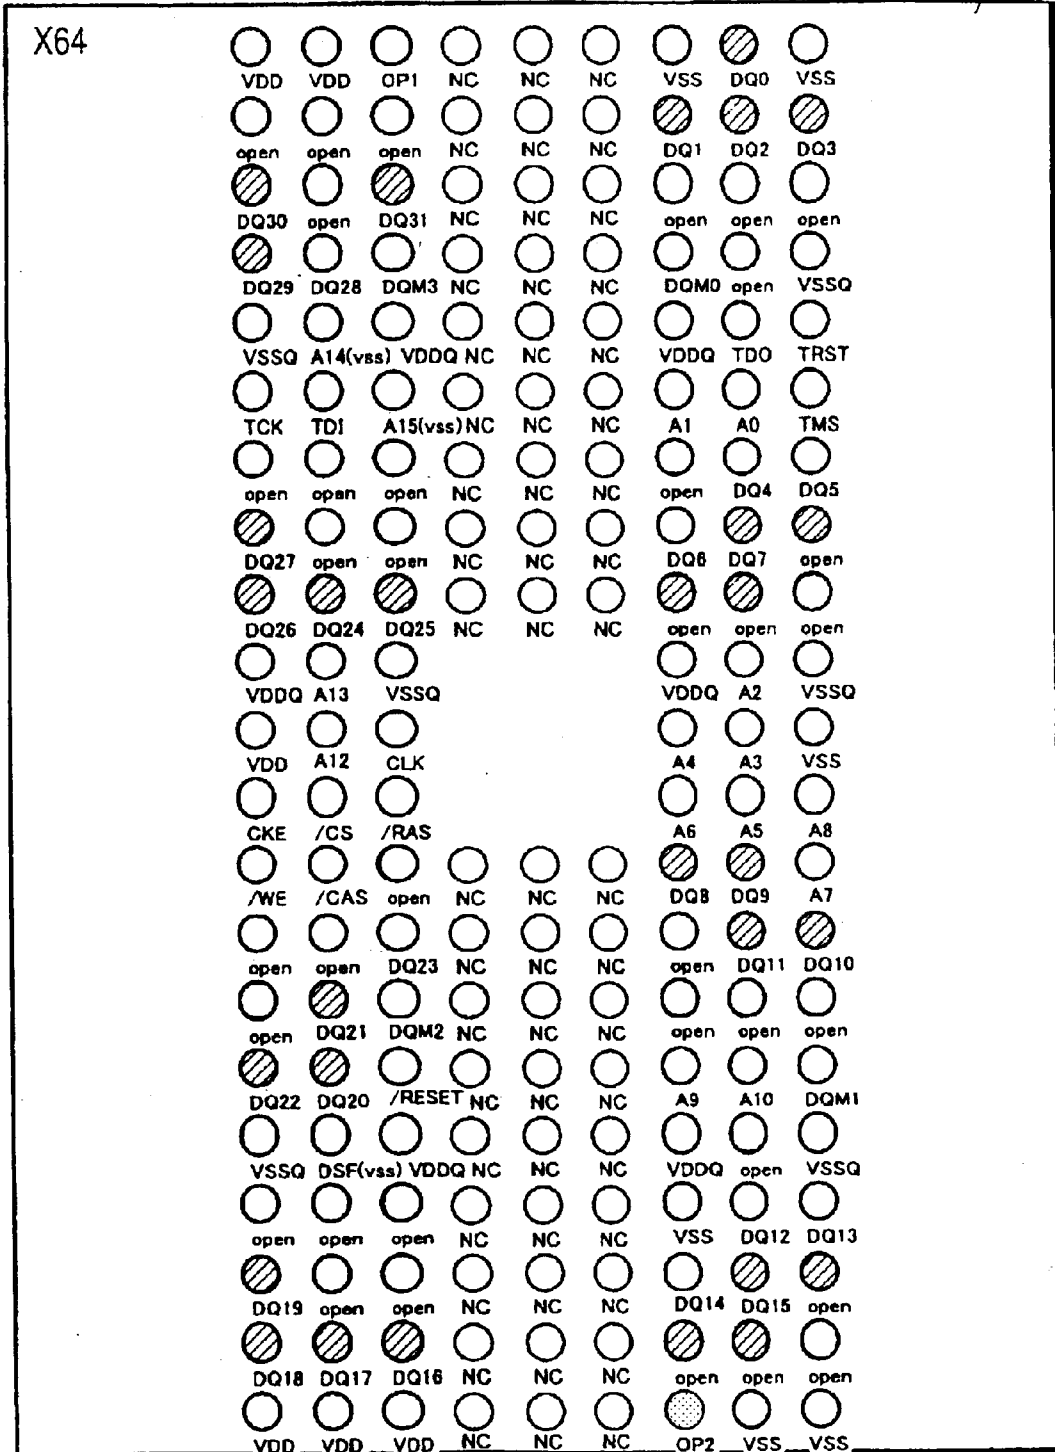 X64
VDD VDD OP1 NC NC NC VSS DQ0 VSS
open open open NC NC NC DQ1 DQ2 DQ3
DQ30 open DQ31 NC NC NC open open open
DQ29 DQ28 DQM3 NC NC NC DQM0 open VSSQ
VSSQ A14(vss) VDDQ NC NC NC VDDQ TDO TRST
TCK TDI A15(vss) NC NC NC A1 A0 TMS
open open open NC NC NC open DQ4 DQ5
DQ27 open open NC NC NC DQ6 DQ7 open
DQ26 DQ24 DQ25 NC NC NC open open open
VDDQ A13 VSSQ VDDQ A2 VSSQ
VDD A12 CLK A4 A3 VSS
CKE /CS /RAS A6 A5 A8
/WE /CAS open NC NC NC DQ8 DQ9 A7
open open DQ23 NC NC NC open DQ11 DQ10
open DQ21 DQM2 NC NC NC open open open
DQ22 DQ20 /RESET NC NC NC A9 A10 DQM1
VSSQ DSF(vss) VDDQ NC NC NC VDDQ open VSSQ
open open open NC NC NC VSS DQ12 DQ13
DQ19 open open NC NC NC DQ14 DQ15 open
DQ18 DQ17 DQ16 NC NC NC open open open
VDD VDD VDD NC NC NC OP2 VSS VSS